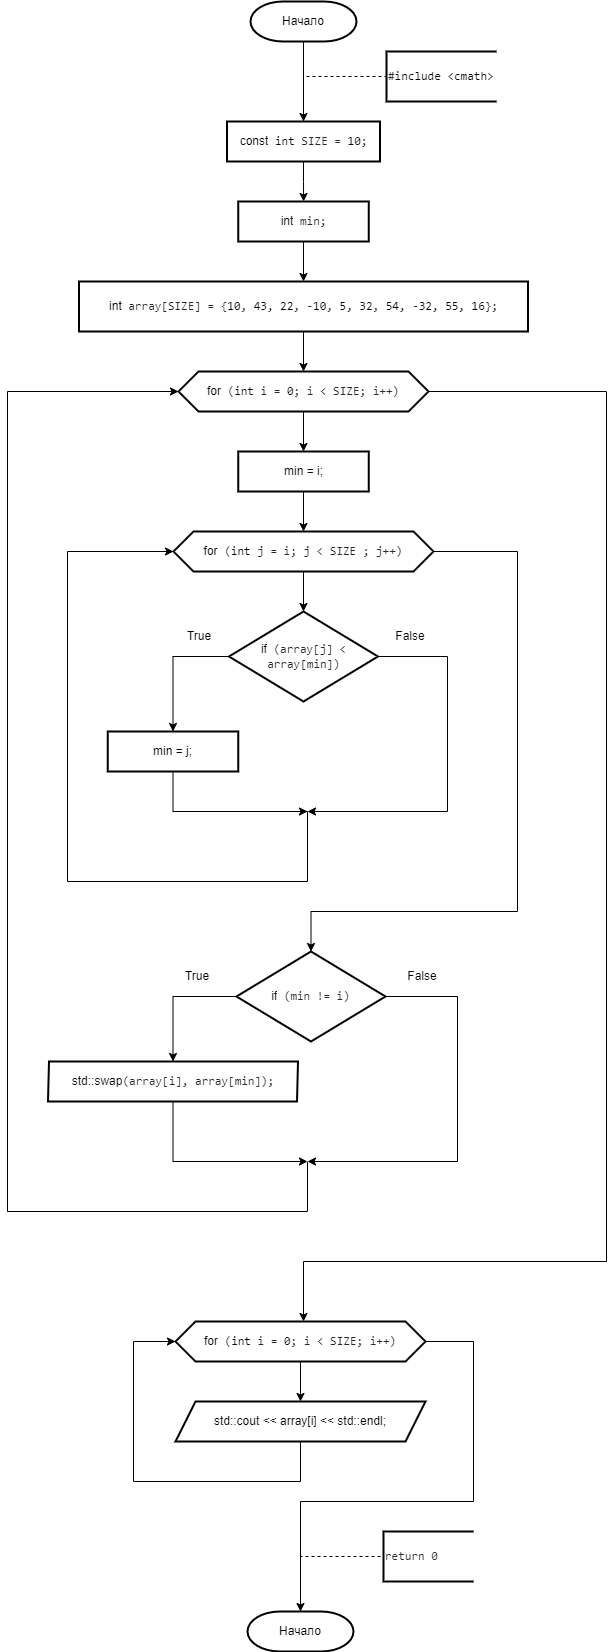 Начало
#include <cmath>
const int SIZE = 10;
int min;
int array[SIZE] = {10, 43, 22, -10, 5, 32, 54, -32, 55, 16};
for (int i = 0; i < SIZE; i++)
min = i;
for (int j = i; j < SIZE ; j++)
True
False
if (array[j] <
array[min])
min = j;
True
False
if (min != i)
std::swap(array[i], array[min]);
for (int i = 0; i < SIZE; i++)
std::cout << array[i] << std::endl;
return 0
Начало